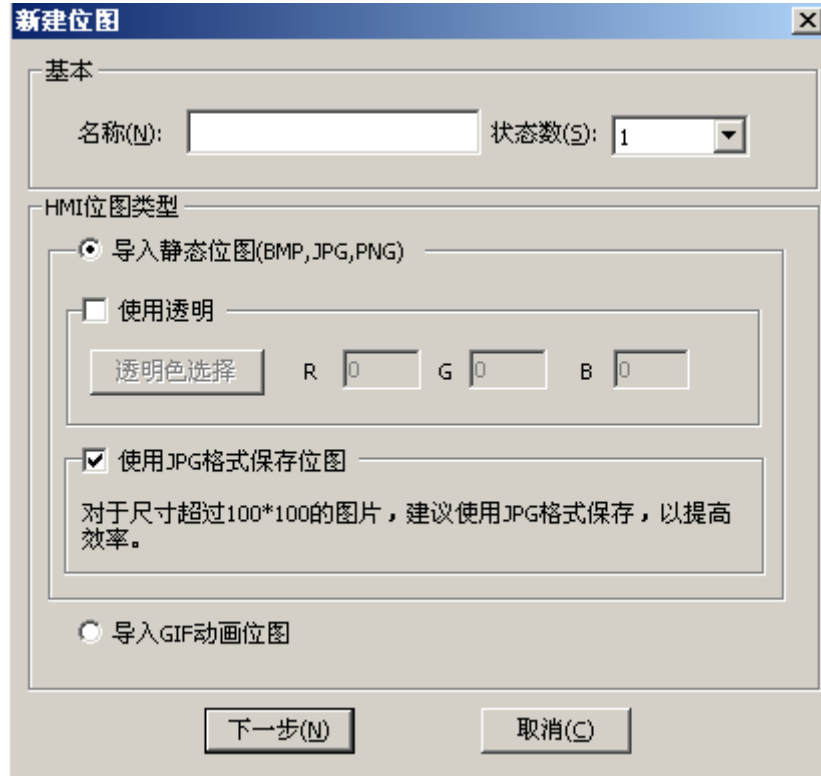 新建位图
基本
名称(N): 状态数(S): 1
HMI位图类型
导入静态位图(BMP,JPG,PNG)
使用透明
透明色选择 R 0 G 0 B 0
使用JPG格式保存位图
对于尺寸超过100*100的图片，建议使用JPG格式保存，以提高
效率。
导入GIF动画位图
下一步(N) 取消(C)